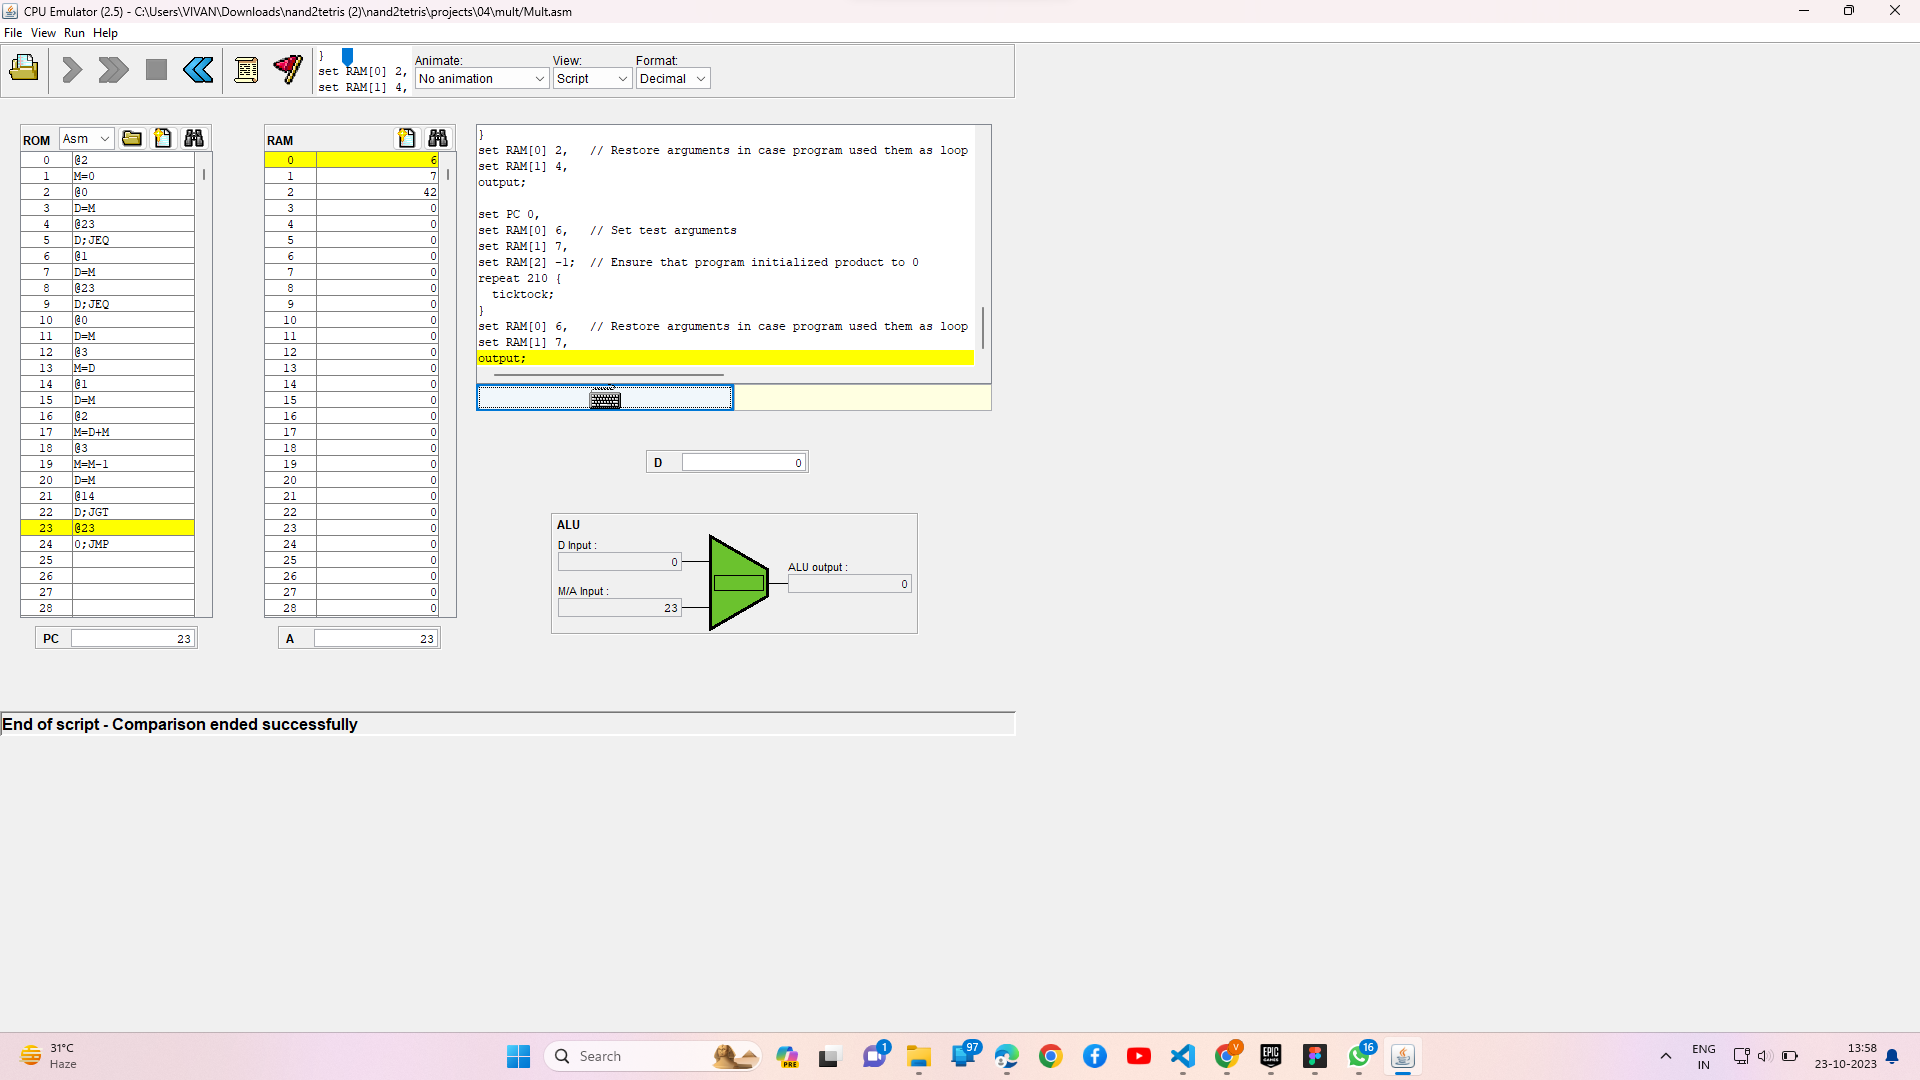 CPU Emulator (2.5) - C:\Users\VIVAN\Downloads\nand2tetris (2)\nand2tetris\projects\04\mult/Mult.asm
File View Run Help
}
set RAM[0] 2,
set RAM[1] 4,
Animate:
No animation
View:
Script
Format:
Decimal
ROM Asm
0 @2
1 M=0
2 @0
3 D=M
4 @23
5 D;JEQ
6 @1
7 D=M
8 @23
9 D;JEQ
10 @0
11 D=M
12 @3
13 M=D
14 @1
15 D=M
16 @2
17 M=D+M
18 @3
19 M=M-1
20 D=M
21 @14
22 D;JGT
23 @23
24 0;JMP
25
26
27
28
PC 23
RAM
0 6
1 7
2 42
3 0
4 0
5 0
6 0
7 0
8 0
9 0
10 0
11 0
12 0
13 0
14 0
15 0
16 0
17 0
18 0
19 0
20 0
21 0
22 0
23 0
24 0
25 0
26 0
27 0
28 0
A 23
}
set RAM[0] 2,   // Restore arguments in case program used them as loop
set RAM[1] 4,
output;
set PC 0,
set RAM[0] 6,   // Set test arguments
set RAM[1] 7,
set RAM[2] -1;  // Ensure that program initialized product to 0
repeat 210 {
ticktock;
}
set RAM[0] 6,   // Restore arguments in case program used them as loop
set RAM[1] 7,
output;
D 0
ALU
D Input :
0
M/A Input :
23
ALU output :
0
End of script - Comparison ended successfully
31°C
Haze
Search
PRE
1
97
V
EPIC
GAMES
16
ENG
IN
13:58
23-10-2023